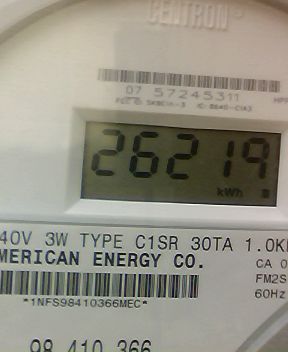 CENTRON®
07 57245311
26219
kWh
40V 3W TYPE C1SR 30TA 1.0K
MERICAN ENERGY CO.
CA 0
FM2S
60Hz
*1NFS98410366MEC*
98 410 366